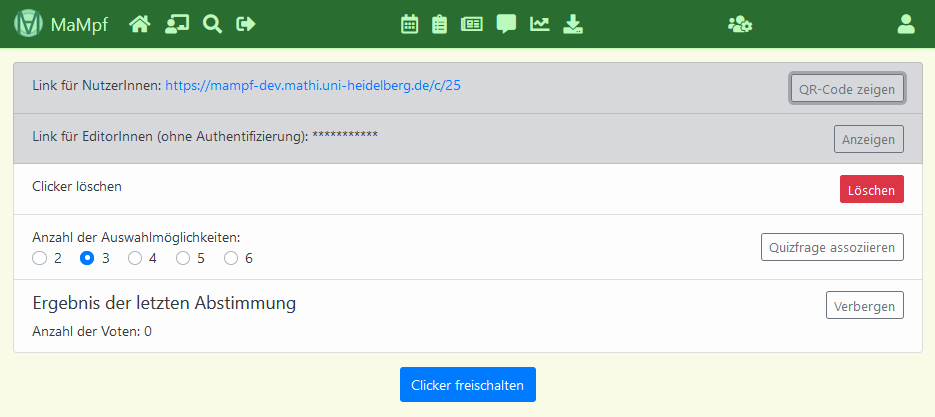 MaMpf
Link für NutzerInnen: https://mampf-dev.mathi.uni-heidelberg.de/c/25
QR-Code zeigen
Link für EditorInnen (ohne Authentifizierung): ***********
Anzeigen
Clicker löschen
Löschen
Anzahl der Auswahlmöglichkeiten:
2 3 4 5 6
Quizfrage assoziieren
Ergebnis der letzten Abstimmung
Verbergen
Anzahl der Voten: 0
Clicker freischalten